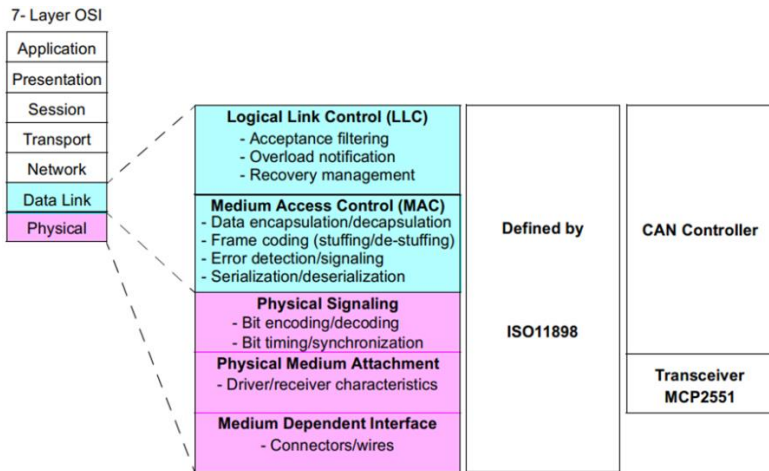 7- Layer OSI
Application
Presentation
Session
Transport
Network
Data Link
Physical
Logical Link Control (LLC)
- Acceptance filtering
- Overload notification
- Recovery management
Medium Access Control (MAC)
- Data encapsulation/decapsulation
- Frame coding (stuffing/de-stuffing)
- Error detection/signaling
- Serialization/deserialization
Physical Signaling
- Bit encoding/decoding
- Bit timing/synchronization
Physical Medium Attachment
- Driver/receiver characteristics
Medium Dependent Interface
- Connectors/wires
Defined by
ISO11898
CAN Controller
Transceiver
MCP2551